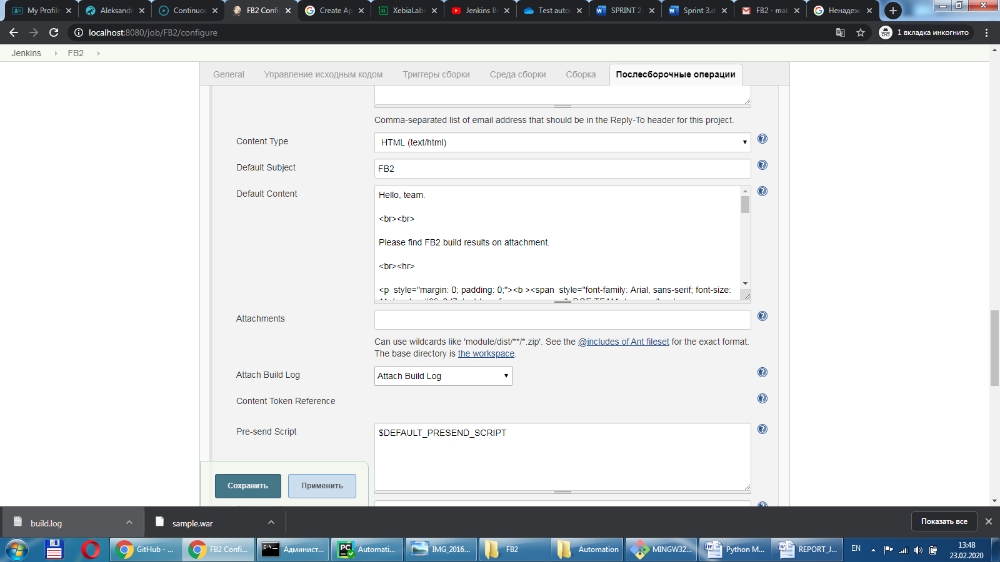 My Profile
Aleksandr
Continuou
FB2 Confi
Create Ap
XebiaLabs
Jenkins Be
Test auto
SPRINT 2.
Sprint 3.d
FB2 - mal
Ненадеж
localhost:8080/job/FB2/configure
1 вкладка инкогнито
Jenkins
FB2
General
Управление исходным кодом
Триггеры сборки
Среда сборки
Сборка
Послесборочные операции
Comma-separated list of email address that should be in the Reply-To header for this project.
Content Type
HTML (text/html)
Default Subject
FB2
Default Content
Hello, team.
<br><br>
Please find FB2 build results on attachment.
<br><hr>
<p  style="margin: 0; padding: 0;"><b ><span  style="font-family: Arial, sans-serif; font-size:
Attachments
Can use wildcards like 'module/dist/**/*.zip'. See the @includes of Ant fileset for the exact format.
The base directory is the workspace.
Attach Build Log
Attach Build Log
Content Token Reference
Pre-send Script
$DEFAULT_PRESEND_SCRIPT
Сохранить
Применить
build.log
sample.war
Показать все
GitHub - ...
FB2 Confi...
Админист...
Automati...
IMG_2016...
FB2
Automation
MINGW32...
Python M...
REPORT_J...
EN
13:48
23.02.2020